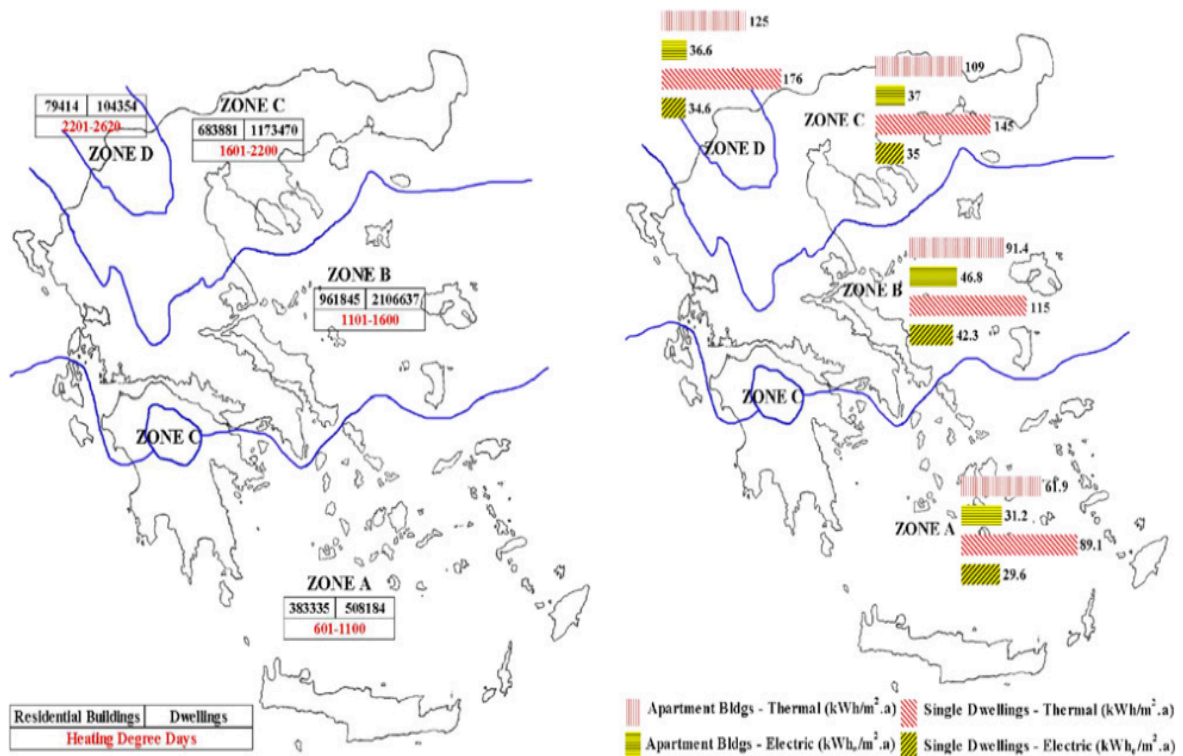 79414 104354
2201-2620
ZONE D
ZONE C
683881 1173470
1601-2200
ZONE B
961845 2106637
1101-1600
ZONE C
ZONE A
383335 508184
601-1100
Residential Buildings Dwellings
Heating Degree Days
125
36.6
176
34.6
ZONE D
109
37
ZONE C
145
35
91.4
46.8
ZONE B
115
42.3
ZONE C
61.9
31.2
ZONE A
89.1
29.6
Apartment Bldgs - Thermal (kWh/m².a)
Single Dwellings - Thermal (kWh/m².a)
Apartment Bldgs - Electric (kWhₑ/m².a)
Single Dwellings - Electric (kWhₑ/m².a)